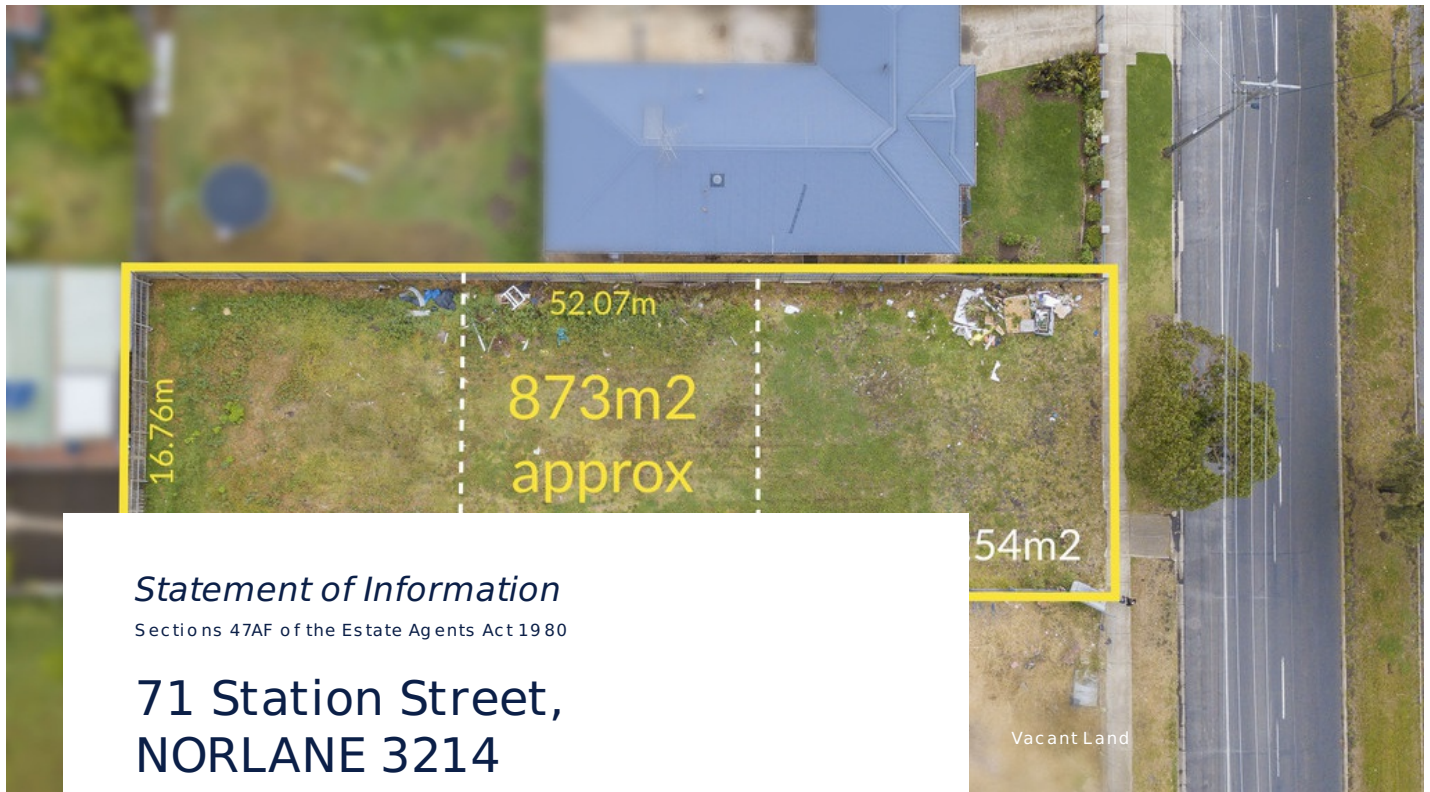 52.07m
16.76m
873m2
approx
54m2
Statement of Information
Sections 47AF of the Estate Agents Act 1980
71 Station Street,
NORLANE 3214
Vacant Land